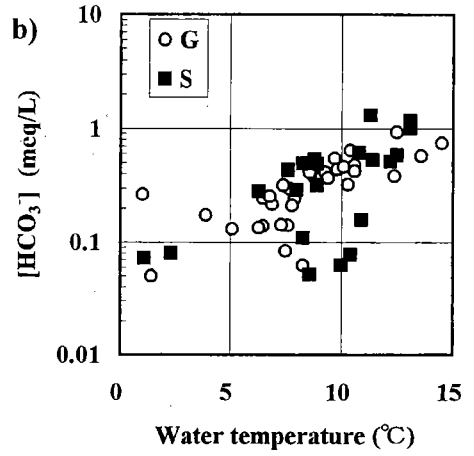 b)
G
S
10
1
0.1
0.01
[HCO₃⁻] (meq/L)
0 5 10 15
Water temperature (℃)